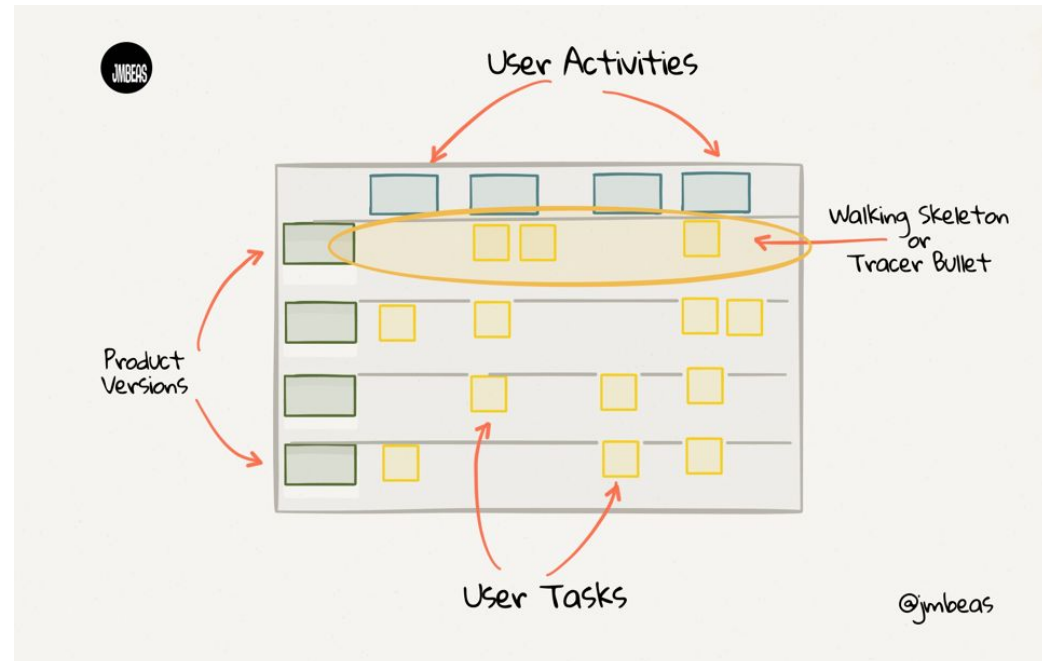 JMBEAS
User Activities
Walking Skeleton
or
Tracer Bullet
Product
Versions
User Tasks
@jmbeas